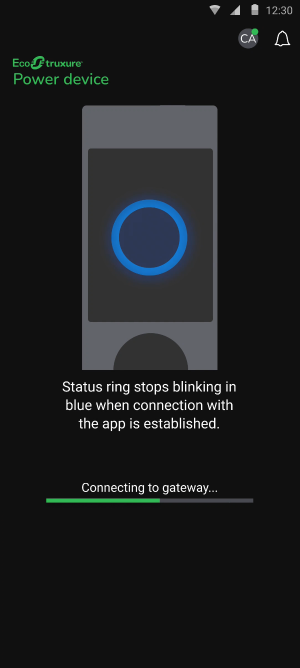 12:30
CA
EcoStruxure
Power device
Status ring stops blinking in
blue when connection with
the app is established.
Connecting to gateway...